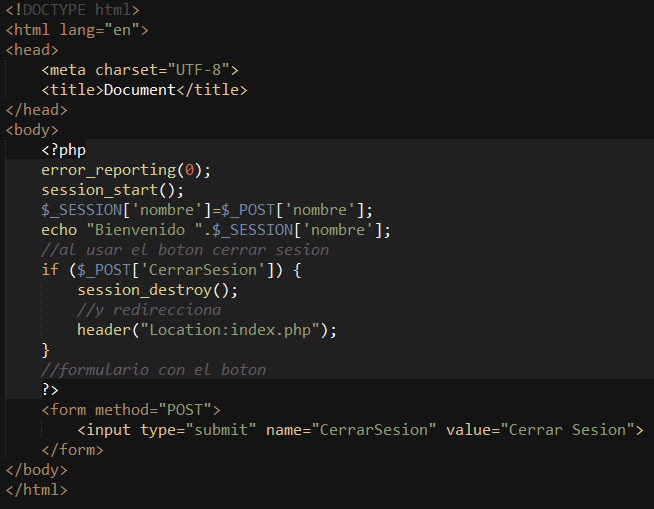 <!DOCTYPE html>
<html lang="en">
<head>
    <meta charset="UTF-8">
    <title>Document</title>
</head>
<body>
    <?php
    error_reporting(0);
    session_start();
    $_SESSION['nombre']=$_POST['nombre'];
    echo "Bienvenido ".$_SESSION['nombre'];
    //al usar el boton cerrar sesion
    if ($_POST['CerrarSesion']) {
        session_destroy();
        //y redirecciona
        header("Location:index.php");
    }
    //formulario con el boton
    ?>
    <form method="POST">
        <input type="submit" name="CerrarSesion" value="Cerrar Sesion">
    </form>
</body>
</html>